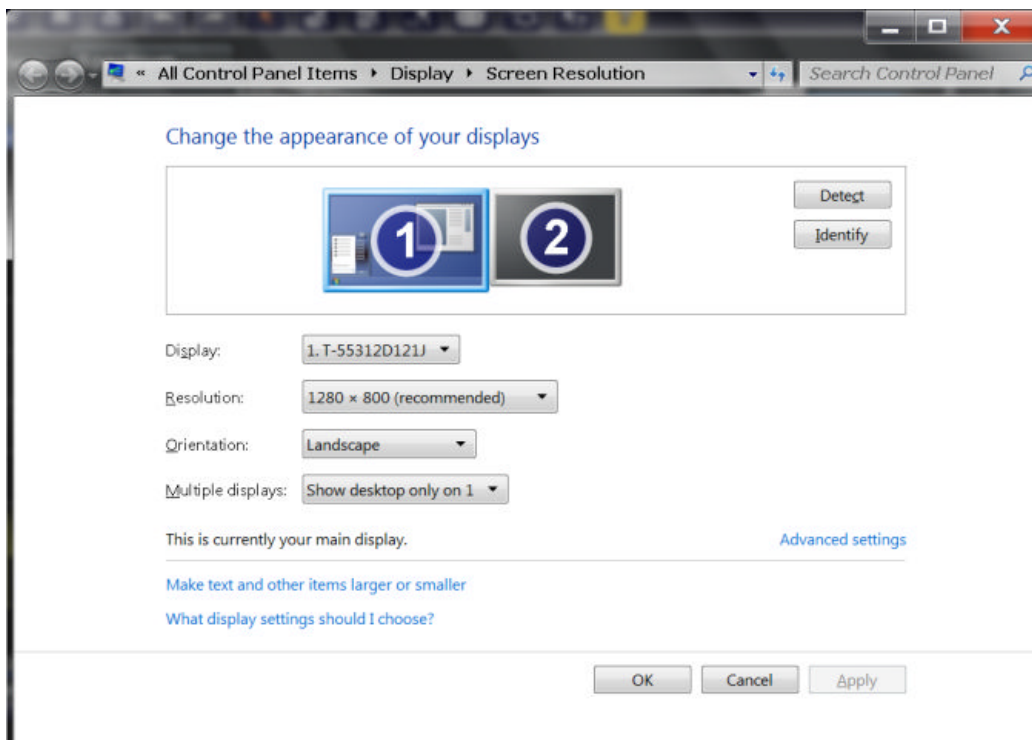 « All Control Panel Items ▸ Display ▸ Screen Resolution Search Control Panel
Change the appearance of your displays
1 2
Detect
Identify
Display: 1. T-55312D121J
Resolution: 1280 × 800 (recommended)
Orientation: Landscape
Multiple displays: Show desktop only on 1
This is currently your main display. Advanced settings
Make text and other items larger or smaller
What display settings should I choose?
OK Cancel Apply